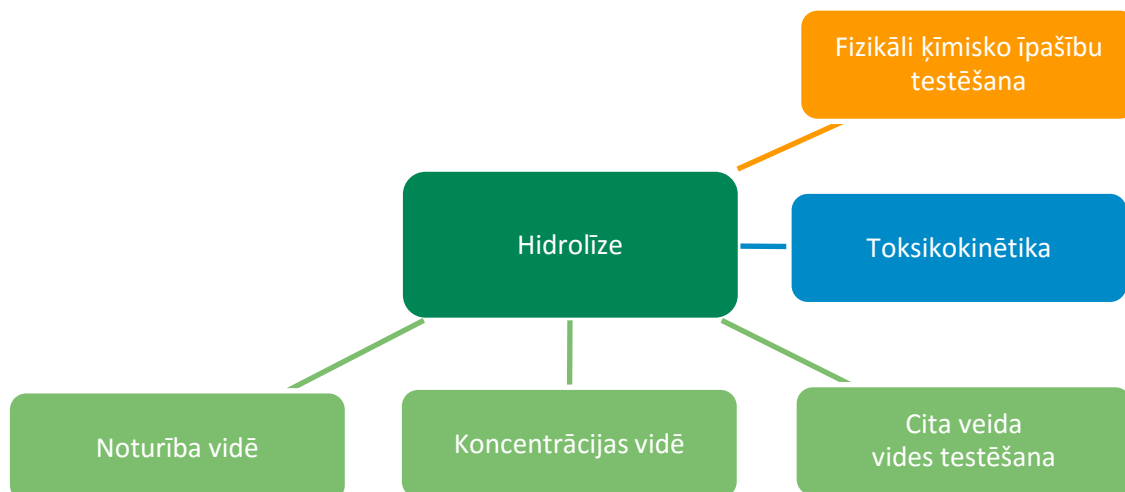 Fizikāli ķīmisko īpašību
testēšana
Hidrolīze
Toksikokinētika
Noturība vidē
Koncentrācijas vidē
Cita veida
vides testēšana